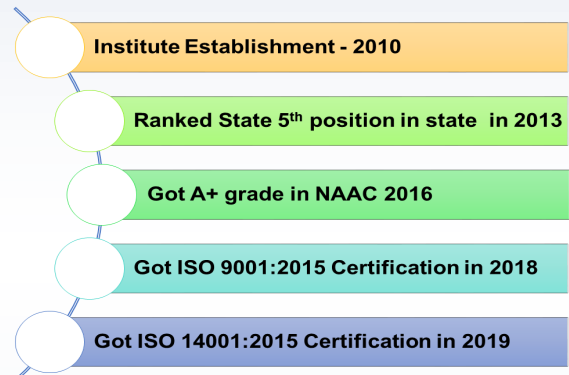 Institute Establishment - 2010
Ranked State 5th position in state in 2013
Got A+ grade in NAAC 2016
Got ISO 9001:2015 Certification in 2018
Got ISO 14001:2015 Certification in 2019